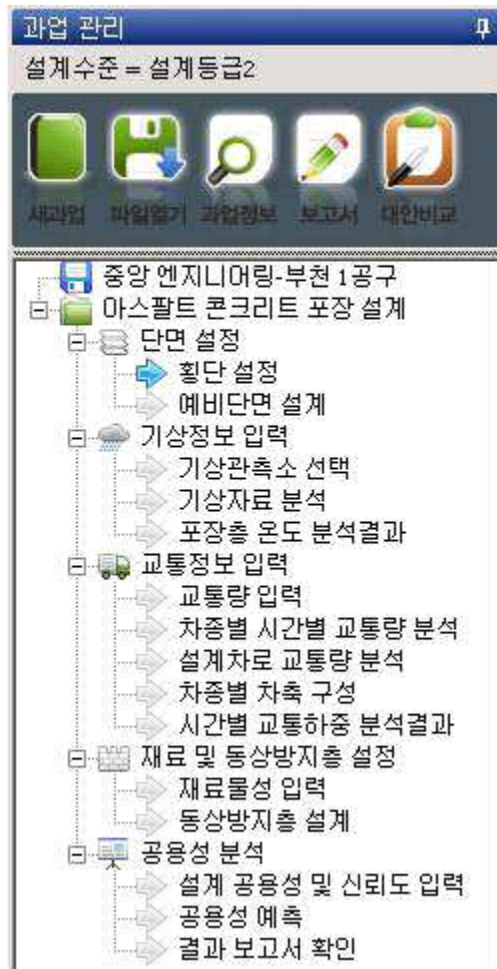 과업 관리
설계수준 = 설계등급2
새과업 파일열기 과업정보 보고서 대안비교
중앙 엔지니어링-부천 1공구
아스팔트 콘크리트 포장 설계
단면 설정
횡단 설정
예비단면 설계
기상정보 입력
기상관측소 선택
기상자료 분석
포장층 온도 분석결과
교통정보 입력
교통량 입력
차종별 시간별 교통량 분석
설계차로 교통량 분석
차종별 차축 구성
시간별 교통하중 분석결과
재료 및 동상방지층 설정
재료물성 입력
동상방지층 설계
공용성 분석
설계 공용성 및 신뢰도 입력
공용성 예측
결과 보고서 확인